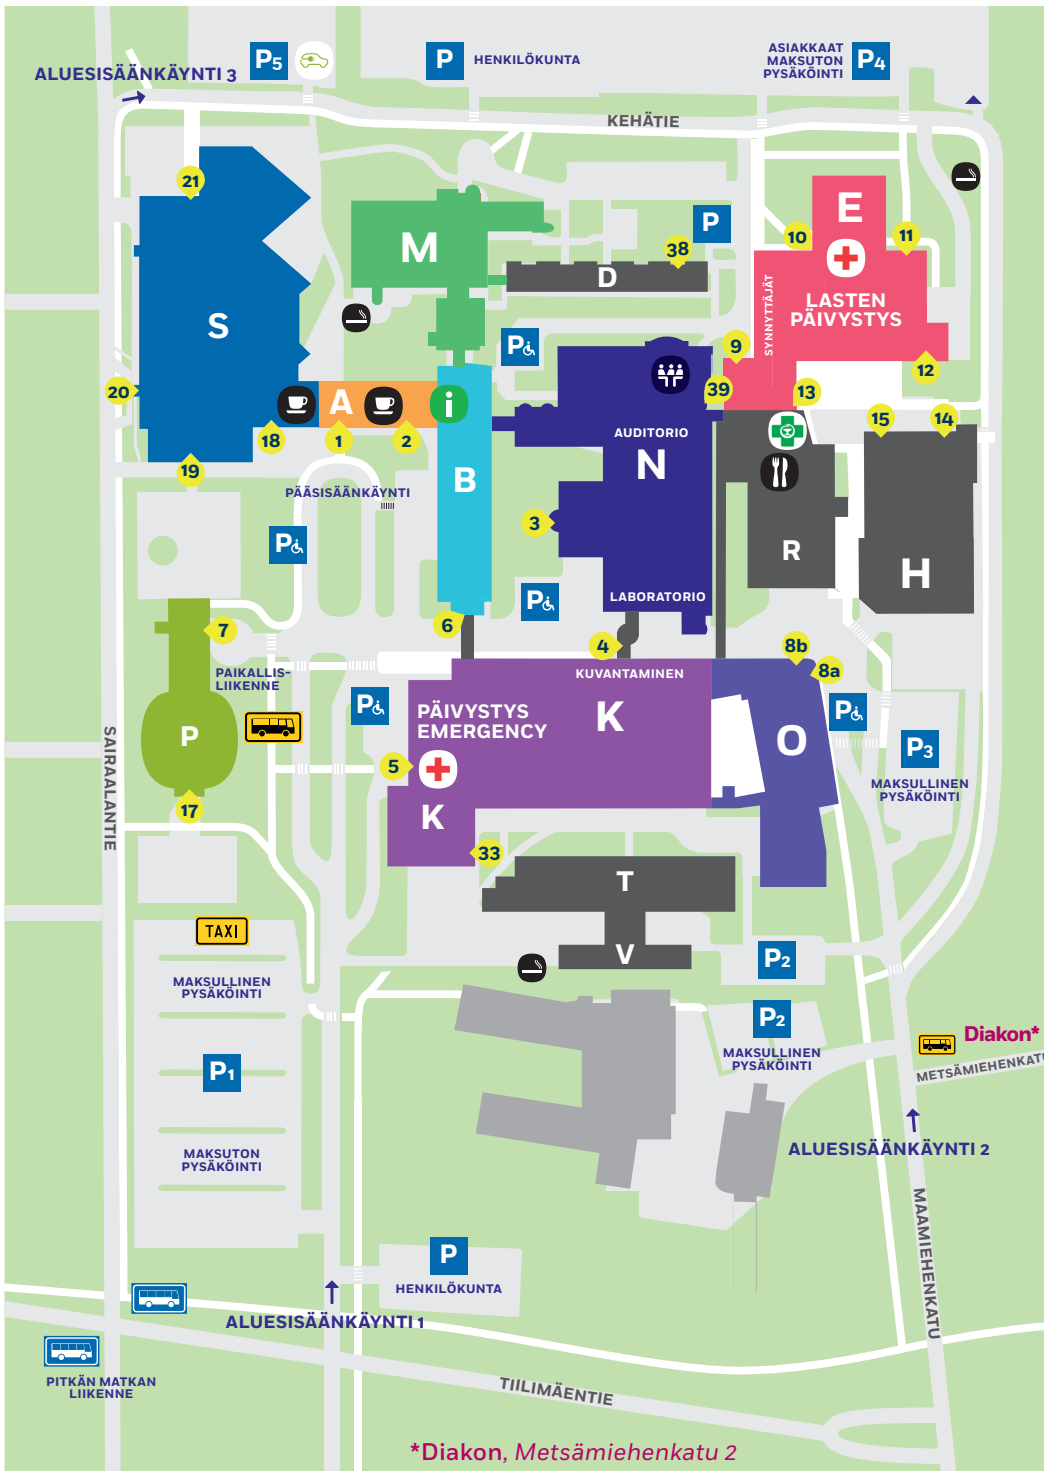 P5
P
HENKILÖKUNTA
ASIAKKAAT
MAKSUTON
PYSÄKÖINTI
P4
ALUESISÄÄNKÄYNTI 3
KEHÄTIE
21
M
P
38
D
E
10
11
SYNNYTTÄJÄT
LASTEN
PÄIVYSTYS
S
P
9
12
20
39
13
A
i
18
1
2
15
14
AUDITORIO
N
19
B
PÄÄSISÄÄNKÄYNTI
3
P
R
H
P
LABORATORIO
6
7
4
8b
8a
PAIKALLIS-
LIIKENNE
KUVANTAMINEN
P
PÄIVYSTYS
EMERGENCY
K
P
O
P
P3
5
MAKSULLINEN
PYSÄKÖINTI
SAIRAALANTIE
17
K
33
T
TAXI
V
P2
MAKSULLINEN
PYSÄKÖINTI
P2
MAKSULLINEN
PYSÄKÖINTI
Diakon*
METSÄMIEHENKATU
P1
MAKSUTON
PYSÄKÖINTI
ALUESISÄÄNKÄYNTI 2
MAAMIEHENKATU
P
HENKILÖKUNTA
ALUESISÄÄNKÄYNTI 1
PITKÄN MATKAN
LIIKENNE
TIILIMÄENTIE
*Diakon, Metsämiehenkatu 2